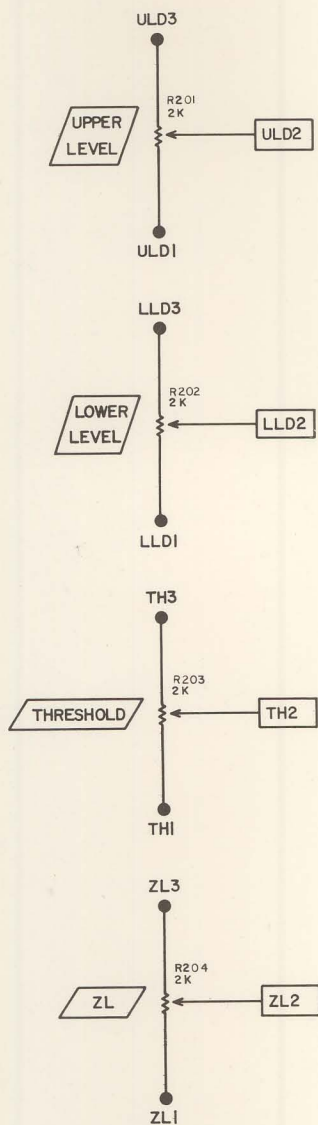 ULD3
R201
2K
UPPER
LEVEL
ULD2
ULD1
LLD3
R202
2K
LOWER
LEVEL
LLD2
LLD1
TH3
R203
2K
THRESHOLD
TH2
TH1
ZL3
R204
2K
ZL
ZL2
ZL1